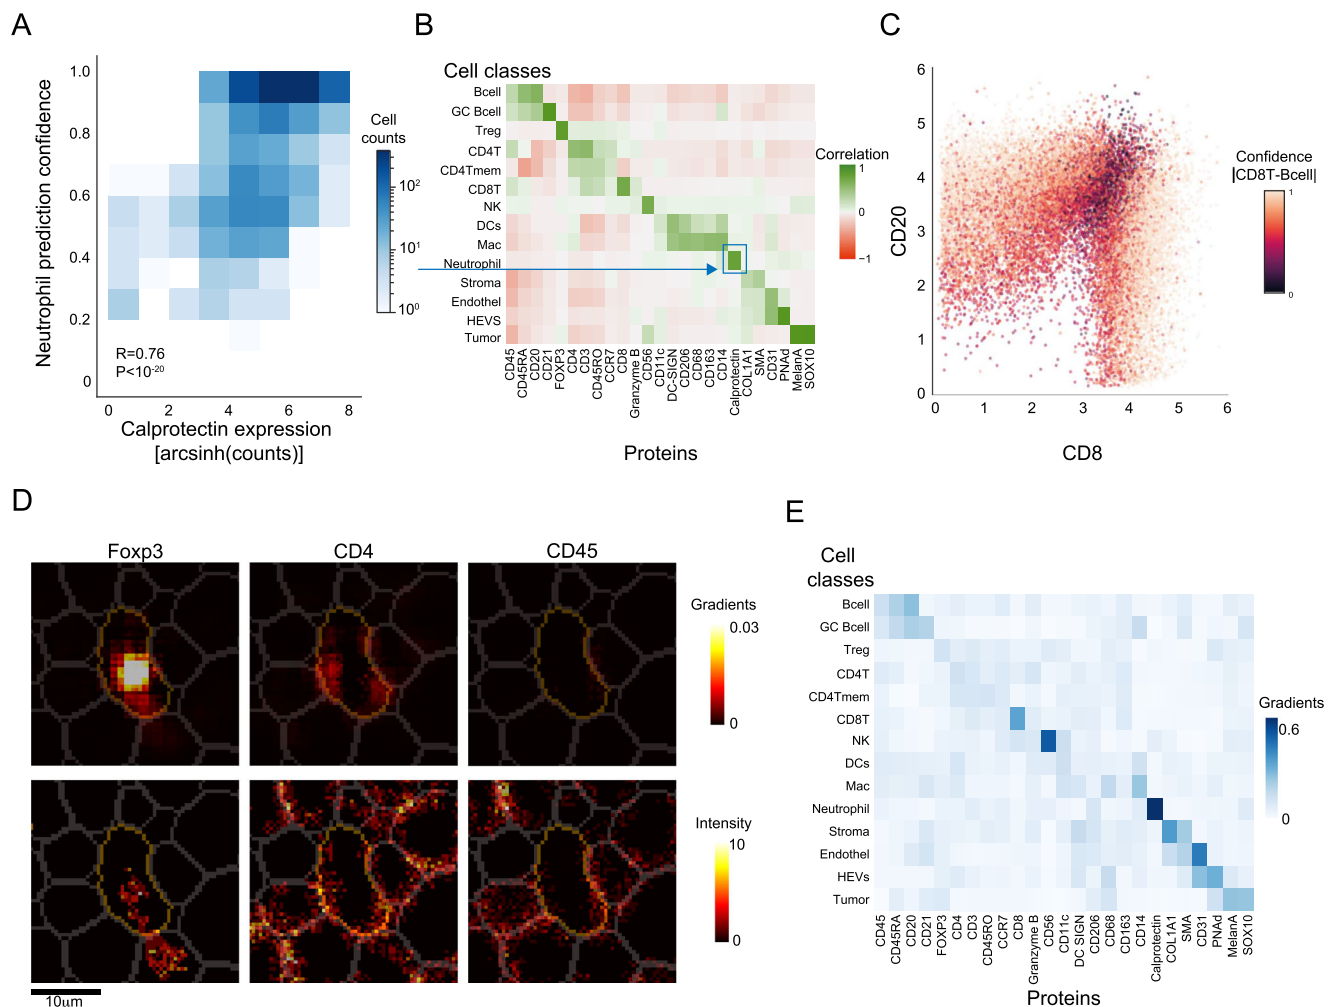 A
Neutrophil prediction confidence
1.0
0.8
0.6
0.4
0.2
0
R=0.76
P<10-20
0 2 4 6 8
Calprotectin expression
[arcsinh(counts)]
Cell
counts
10²
10¹
10⁰
B
Cell classes
Bcell
GC Bcell
Treg
CD4T
CD4Tmem
CD8T
NK
DCs
Mac
Neutrophil
Stroma
Endothel
HEVS
Tumor
CD45
CD45RA
CD20
CD21
FOXP3
CD4
CD3
CD45RO
CCR7
CD8
Granzyme B
CD56
CD11c
DC-SIGN
CD206
CD68
CD163
CD14
Calprotectin
COL1A1
SMA
CD31
PNAd
MelanA
SOX10
Proteins
Correlation
1
0
−1
C
6
5
4
3
2
1
0
CD20
0 1 2 3 4 5 6
CD8
Confidence
|CD8T-Bcell|
1
0
D
Foxp3
CD4
CD45
Gradients
0.03
0
Intensity
10
0
10µm
E
Cell
classes
Bcell
GC Bcell
Treg
CD4T
CD4Tmem
CD8T
NK
DCs
Mac
Neutrophil
Stroma
Endothel
HEVs
Tumor
CD45
CD45RA
CD20
CD21
FOXP3
CD4
CD3
CD45RO
CCR7
CD8
Granzyme B
CD56
CD11c
DC SIGN
CD206
CD68
CD163
CD14
Calprotectin
COL1A1
SMA
CD31
PNAd
MelanA
SOX10
Proteins
Gradients
0.6
0